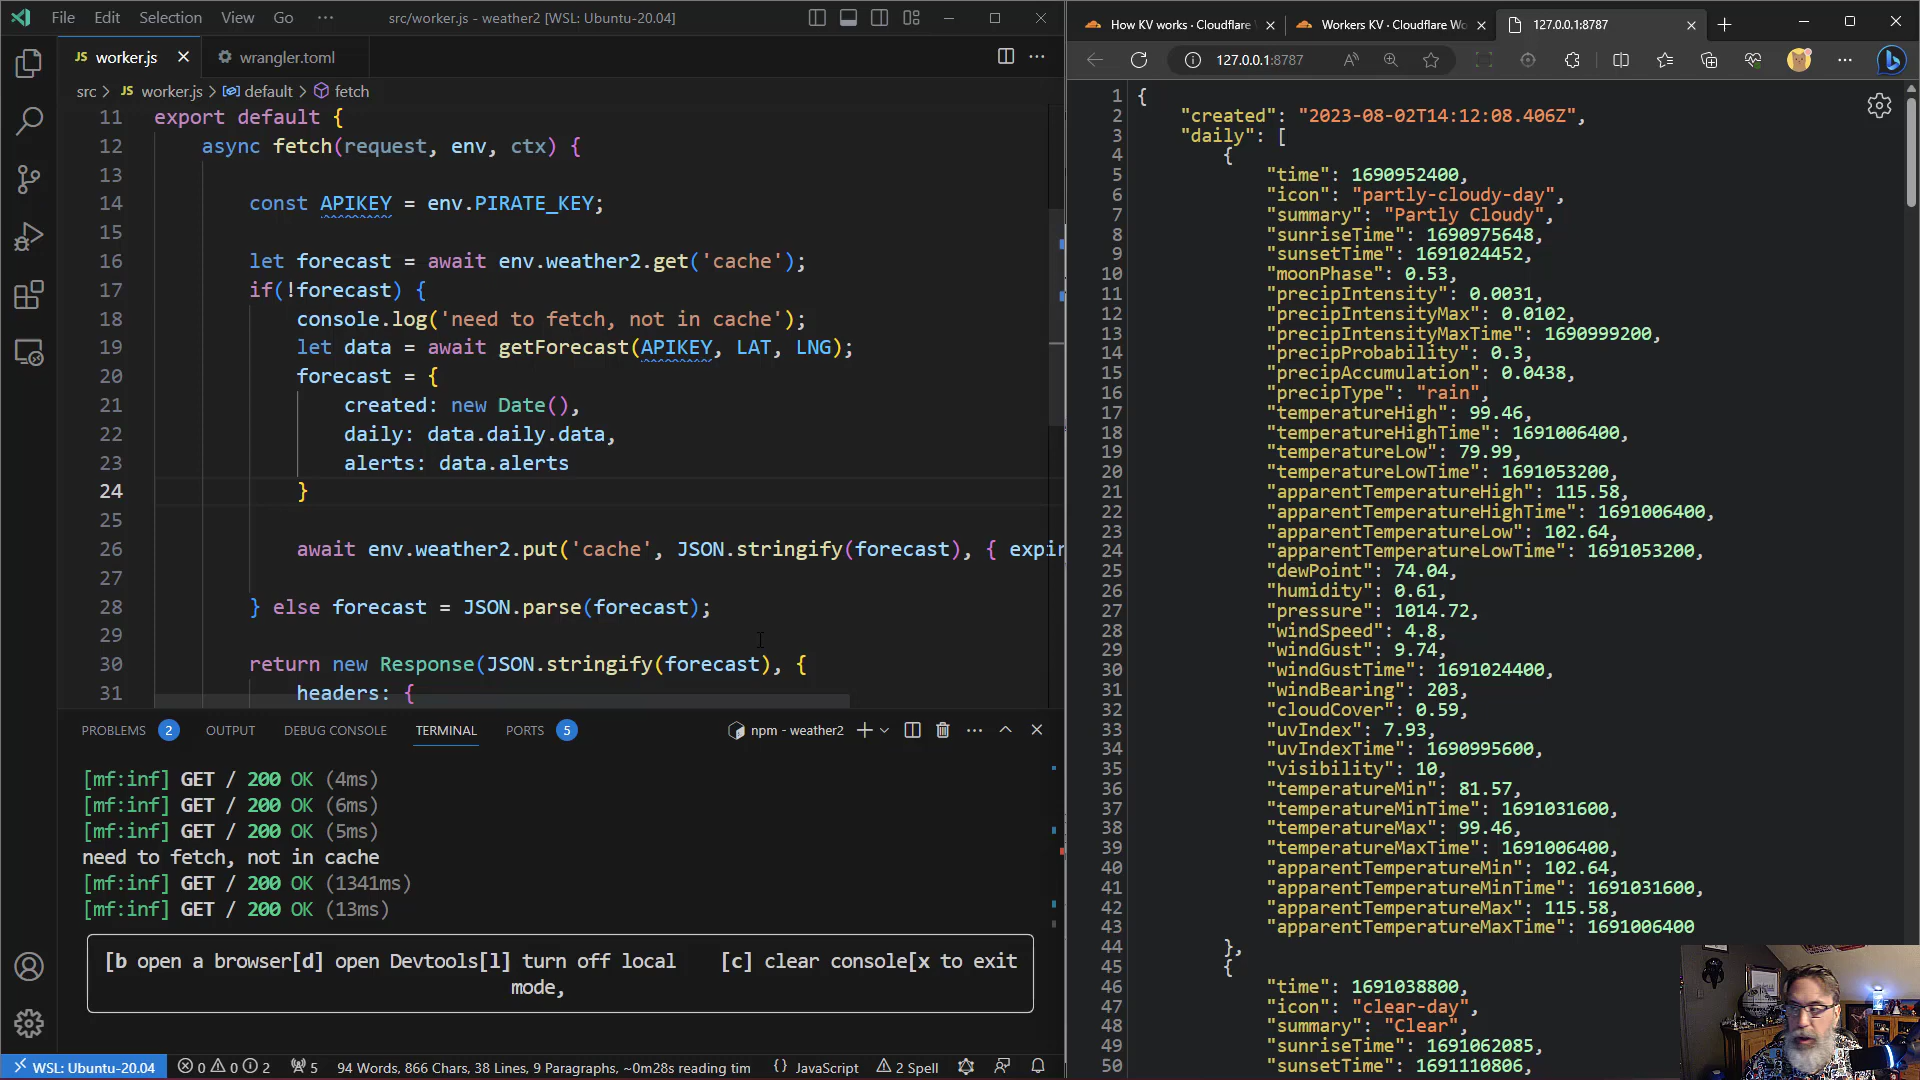 File Edit Selection View Go ··· src/worker.js - weather2 [WSL: Ubuntu-20.04]
JS worker.js wrangler.toml
src > JS worker.js > default > fetch
11 export default {
12 async fetch(request, env, ctx) {
13
14 const APIKEY = env.PIRATE_KEY;
15
16 let forecast = await env.weather2.get('cache');
17 if(!forecast) {
18 console.log('need to fetch, not in cache');
19 let data = await getForecast(APIKEY, LAT, LNG);
20 forecast = {
21 created: new Date(),
22 daily: data.daily.data,
23 alerts: data.alerts
24 }
25
26 await env.weather2.put('cache', JSON.stringify(forecast), { expir
27
28 } else forecast = JSON.parse(forecast);
29
30 return new Response(JSON.stringify(forecast), {
31 headers: {
PROBLEMS 2 OUTPUT DEBUG CONSOLE TERMINAL PORTS 5 npm - weather2
[mf:inf] GET / 200 OK (4ms)
[mf:inf] GET / 200 OK (6ms)
[mf:inf] GET / 200 OK (5ms)
need to fetch, not in cache
[mf:inf] GET / 200 OK (1341ms)
[mf:inf] GET / 200 OK (13ms)
[b open a browser[d] open Devtools[l] turn off local [c] clear console[x to exit
mode,
WSL: Ubuntu-20.04 0 0 2 5 94 Words, 866 Chars, 38 Lines, 9 Paragraphs, ~0m28s reading tim {} JavaScript 2 Spell
How KV works · Cloudflare Workers KV · Cloudflare Wo 127.0.0.1:8787
127.0.0.1:8787
1 {
2 "created": "2023-08-02T14:12:08.406Z",
3 "daily": [
4 {
5 "time": 1690952400,
6 "icon": "partly-cloudy-day",
7 "summary": "Partly Cloudy",
8 "sunriseTime": 1690975648,
9 "sunsetTime": 1691024452,
10 "moonPhase": 0.53,
11 "precipIntensity": 0.0031,
12 "precipIntensityMax": 0.0102,
13 "precipIntensityMaxTime": 1690999200,
14 "precipProbability": 0.3,
15 "precipAccumulation": 0.0438,
16 "precipType": "rain",
17 "temperatureHigh": 99.46,
18 "temperatureHighTime": 1691006400,
19 "temperatureLow": 79.99,
20 "temperatureLowTime": 1691053200,
21 "apparentTemperatureHigh": 115.58,
22 "apparentTemperatureHighTime": 1691006400,
23 "apparentTemperatureLow": 102.64,
24 "apparentTemperatureLowTime": 1691053200,
25 "dewPoint": 74.04,
26 "humidity": 0.61,
27 "pressure": 1014.72,
28 "windSpeed": 4.8,
29 "windGust": 9.74,
30 "windGustTime": 1691024400,
31 "windBearing": 203,
32 "cloudCover": 0.59,
33 "uvIndex": 7.93,
34 "uvIndexTime": 1690995600,
35 "visibility": 10,
36 "temperatureMin": 81.57,
37 "temperatureMinTime": 1691031600,
38 "temperatureMax": 99.46,
39 "temperatureMaxTime": 1691006400,
40 "apparentTemperatureMin": 102.64,
41 "apparentTemperatureMinTime": 1691031600,
42 "apparentTemperatureMax": 115.58,
43 "apparentTemperatureMaxTime": 1691006400
44 },
45 {
46 "time": 1691038800,
47 "icon": "clear-day",
48 "summary": "Clear",
49 "sunriseTime": 1691062085,
50 "sunsetTime": 1691110806,